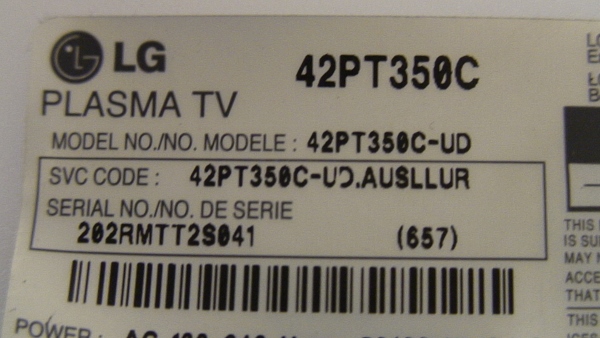 LG
42PT350C
PLASMA TV
MODEL NO./NO. MODELE : 42PT350C-UD
SVC CODE : 42PT350C-UD.AUSLLUR
SERIAL NO./NO. DE SERIE
202RMTT2S041 (657)
POWER :
THIS
IS SU
MAY
ACCE
THAT
THIS